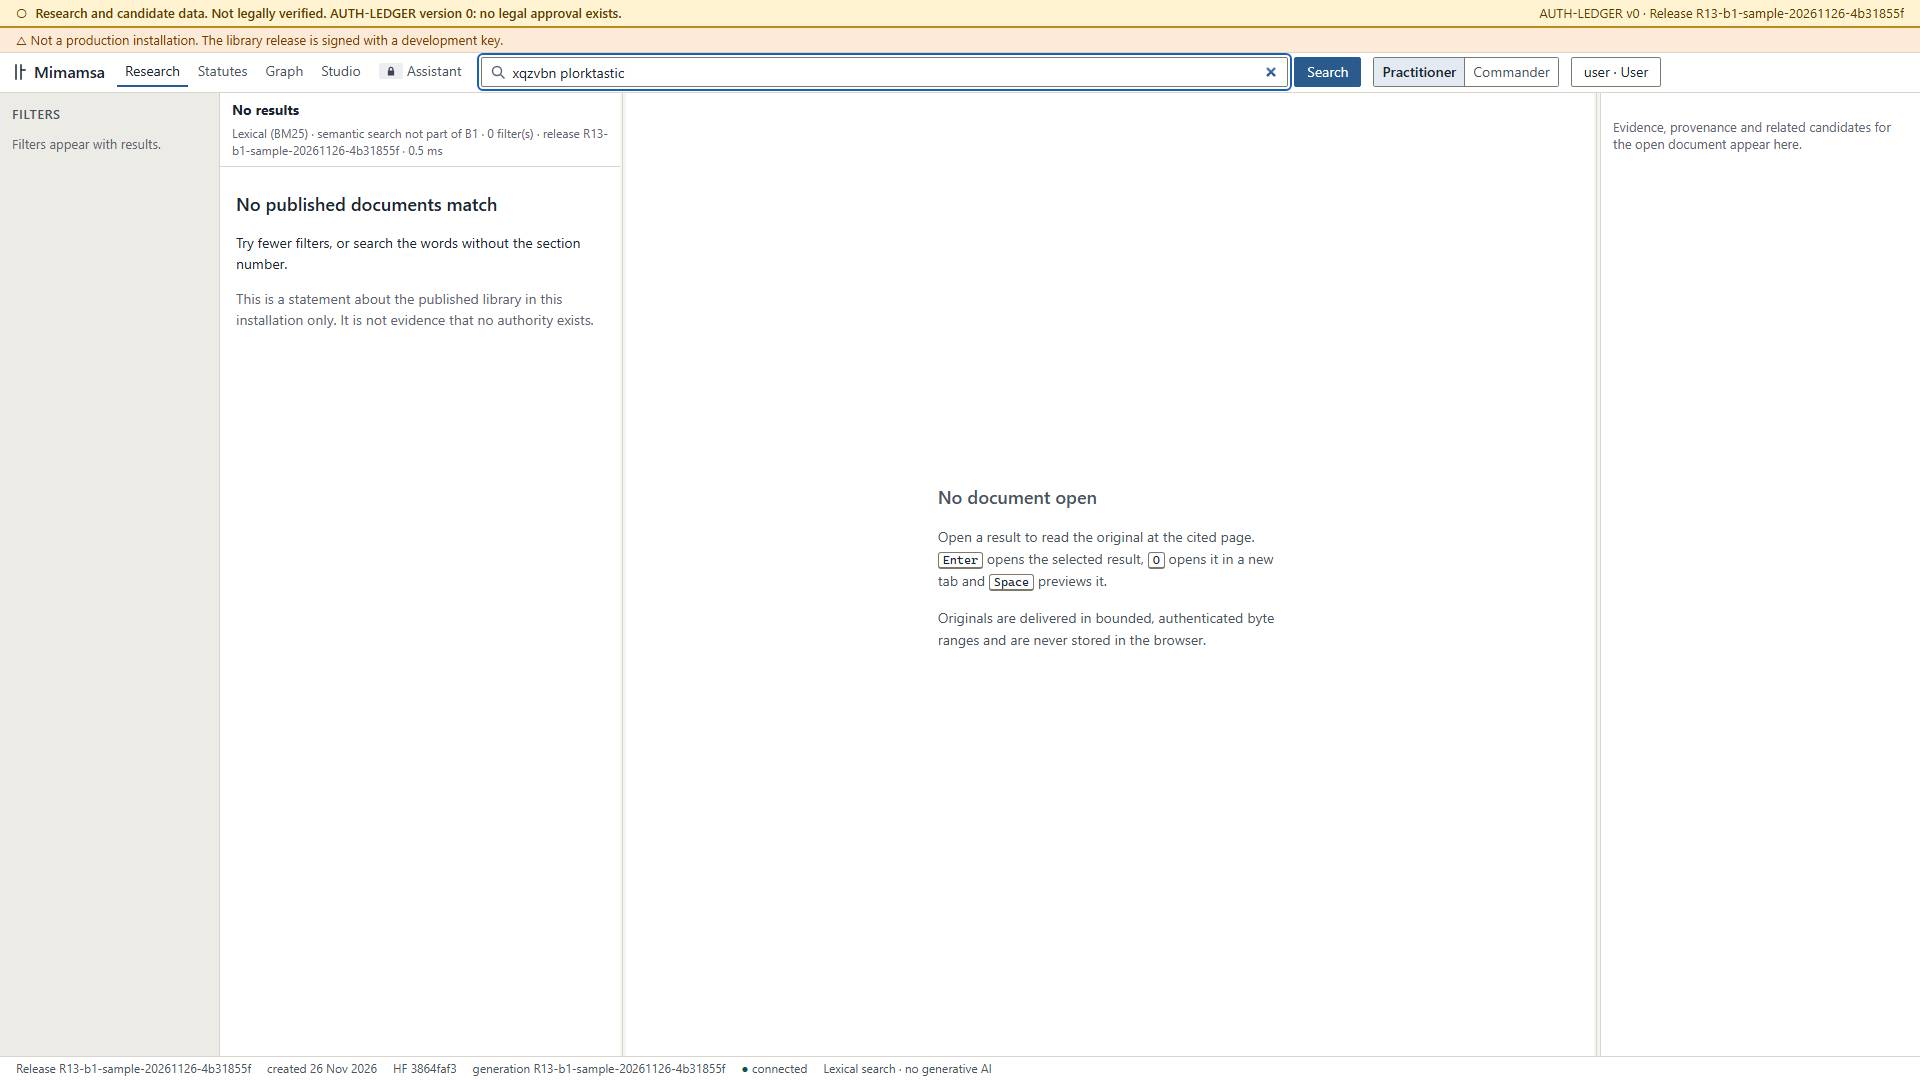 ○ Research and candidate data. Not legally verified. AUTH-LEDGER version 0: no legal approval exists.
AUTH-LEDGER v0 · Release R13-b1-sample-20261126-4b31855f
⚠ Not a production installation. The library release is signed with a development key.
Mimamsa
Research
Statutes
Graph
Studio
Assistant
xqzvbn plorktastic
Search
Practitioner
Commander
user · User
FILTERS
Filters appear with results.
No results
Lexical (BM25) · semantic search not part of B1 · 0 filter(s) · release R13-
b1-sample-20261126-4b31855f · 0.5 ms
No published documents match
Try fewer filters, or search the words without the section
number.
This is a statement about the published library in this
installation only. It is not evidence that no authority exists.
No document open
Open a result to read the original at the cited page.
Enter opens the selected result, O opens it in a new
tab and Space previews it.
Originals are delivered in bounded, authenticated byte
ranges and are never stored in the browser.
Evidence, provenance and related candidates for
the open document appear here.
Release R13-b1-sample-20261126-4b31855f created 26 Nov 2026 HF 3864faf3 generation R13-b1-sample-20261126-4b31855f ● connected Lexical search · no generative AI